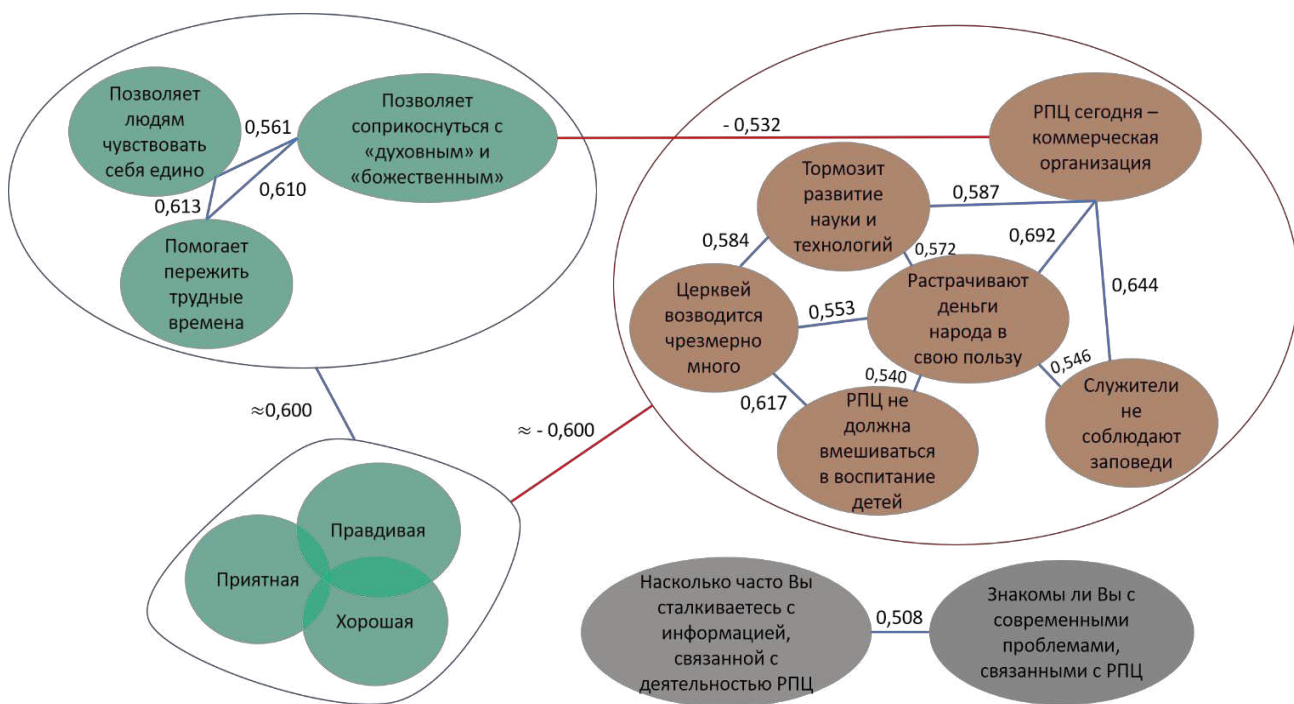 Позволяет
людям
чувствовать
себя едино
0,561
Позволяет
соприкоснуться с
«духовным» и
«божественным»
0,613
0,610
Помогает
пережить
трудные
времена
- 0,532
РПЦ сегодня –
коммерческая
организация
Тормозит
развитие
науки и
технологий
0,587
0,584
0,572
0,692
0,644
Церквей
возводится
чрезмерно
много
0,553
Растрачивают
деньги
народа в
свою пользу
0,617
0,540
0,546
РПЦ не
должна
вмешиваться
в воспитание
детей
Служители
не
соблюдают
заповеди
≈0,600
≈ - 0,600
Правдивая
Приятная
Хорошая
Насколько часто Вы
сталкиваетесь с
информацией,
связанной с
деятельностью РПЦ
0,508
Знакомы ли Вы с
современными
проблемами,
связанными с РПЦ